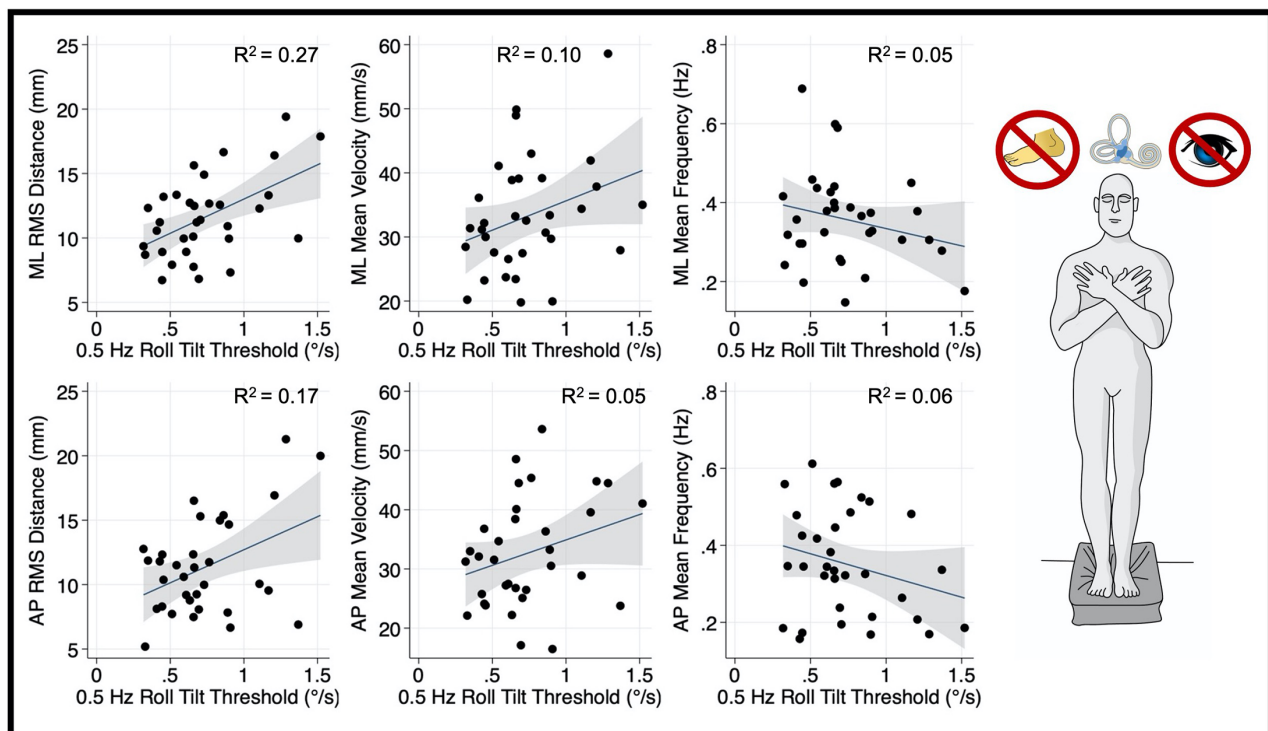 R² = 0.27
ML RMS Distance (mm)
25
20
15
10
5
0 .5 1 1.5
0.5 Hz Roll Tilt Threshold (°/s)
R² = 0.10
ML Mean Velocity (mm/s)
60
50
40
30
20
0 .5 1 1.5
0.5 Hz Roll Tilt Threshold (°/s)
R² = 0.05
ML Mean Frequency (Hz)
.8
.6
.4
.2
0 .5 1 1.5
0.5 Hz Roll Tilt Threshold (°/s)
R² = 0.17
AP RMS Distance (mm)
25
20
15
10
5
0 .5 1 1.5
0.5 Hz Roll Tilt Threshold (°/s)
R² = 0.05
AP Mean Velocity (mm/s)
60
50
40
30
20
0 .5 1 1.5
0.5 Hz Roll Tilt Threshold (°/s)
R² = 0.06
AP Mean Frequency (Hz)
.8
.6
.4
.2
0 .5 1 1.5
0.5 Hz Roll Tilt Threshold (°/s)